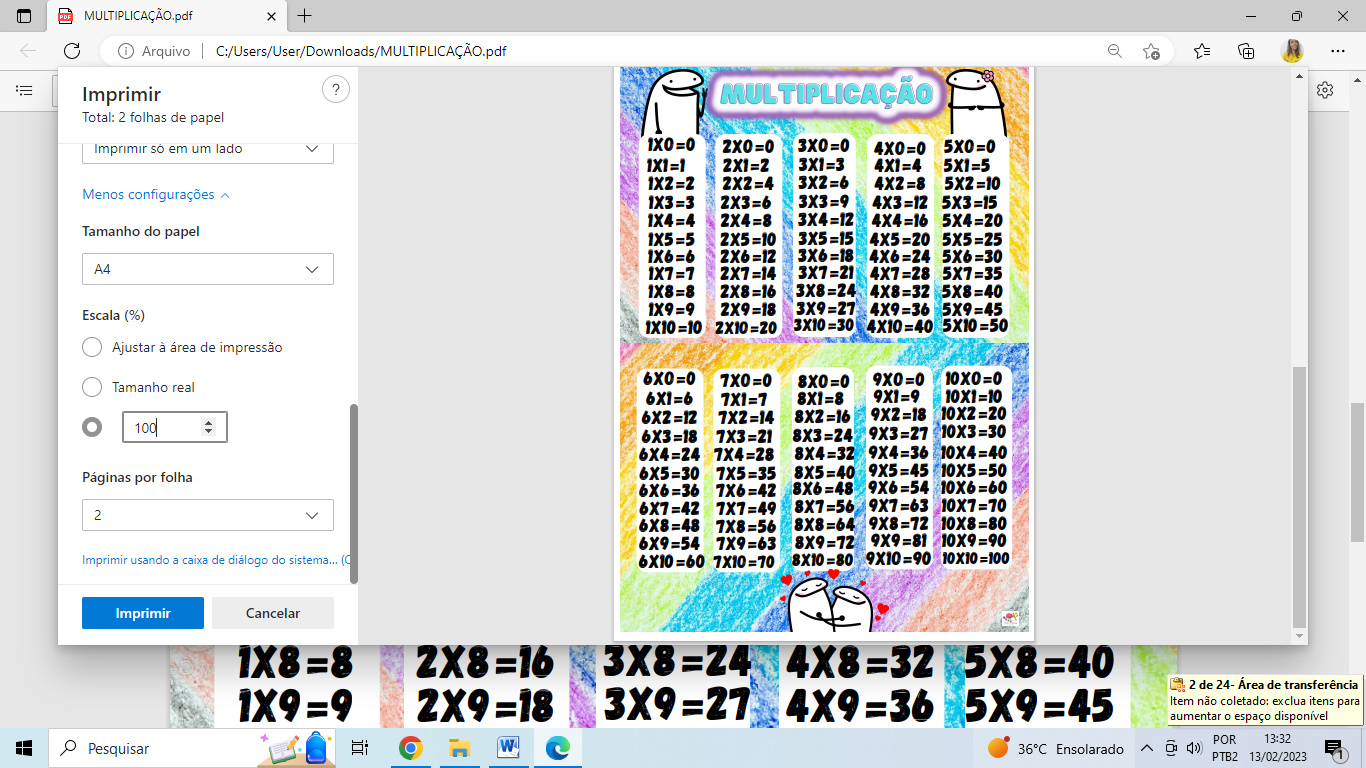 MULTIPLICAÇÃO.pdf
Arquivo
C:/Users/User/Downloads/MULTIPLICAÇÃO.pdf
Imprimir
?
Total: 2 folhas de papel
Imprimir só em um lado
Menos configurações
Tamanho do papel
A4
Escala (%)
Ajustar à área de impressão
Tamanho real
100
Páginas por folha
2
Imprimir usando a caixa de diálogo do sistema... (C
Imprimir
Cancelar
MULTIPLICAÇÃO
1X0=0 2X0=0 3X0=0 4X0=0 5X0=0
1X1=1 2X1=2 3X1=3 4X1=4 5X1=5
1X2=2 2X2=4 3X2=6 4X2=8 5X2=10
1X3=3 2X3=6 3X3=9 4X3=12 5X3=15
1X4=4 2X4=8 3X4=12 4X4=16 5X4=20
1X5=5 2X5=10 3X5=15 4X5=20 5X5=25
1X6=6 2X6=12 3X6=18 4X6=24 5X6=30
1X7=7 2X7=14 3X7=21 4X7=28 5X7=35
1X8=8 2X8=16 3X8=24 4X8=32 5X8=40
1X9=9 2X9=18 3X9=27 4X9=36 5X9=45
1X10=10 2X10=20 3X10=30 4X10=40 5X10=50
6X0=0 7X0=0 8X0=0 9X0=0 10X0=0
6X1=6 7X1=7 8X1=8 9X1=9 10X1=10
6X2=12 7X2=14 8X2=16 9X2=18 10X2=20
6X3=18 7X3=21 8X3=24 9X3=27 10X3=30
6X4=24 7X4=28 8X4=32 9X4=36 10X4=40
6X5=30 7X5=35 8X5=40 9X5=45 10X5=50
6X6=36 7X6=42 8X6=48 9X6=54 10X6=60
6X7=42 7X7=49 8X7=56 9X7=63 10X7=70
6X8=48 7X8=56 8X8=64 9X8=72 10X8=80
6X9=54 7X9=63 8X9=72 9X9=81 10X9=90
6X10=60 7X10=70 8X10=80 9X10=90 10X10=100
1X8=8 2X8=16 3X8=24 4X8=32 5X8=40
1X9=9 2X9=18 3X9=27 4X9=36 5X9=45
2 de 24- Área de transferência
Item não coletado: exclua itens para
aumentar o espaço disponível
Pesquisar
36°C Ensolarado
POR
PTB2
13:32
13/02/2023
1